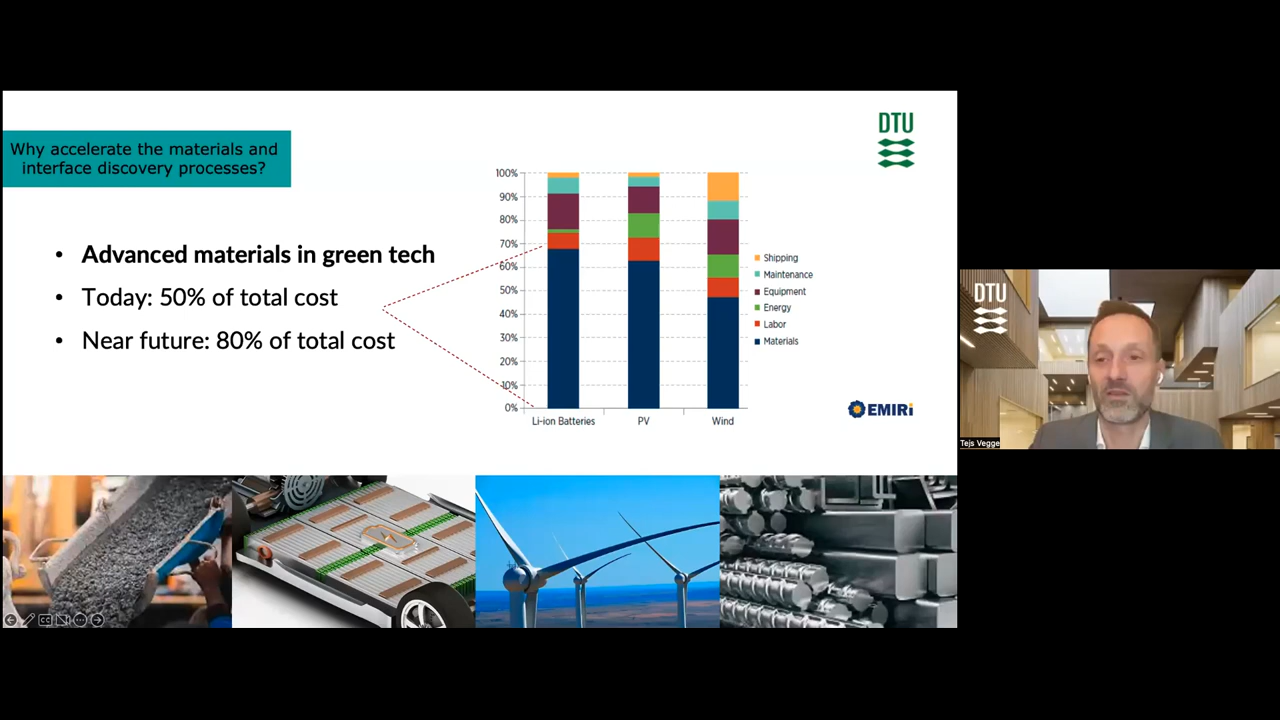 Why accelerate the materials and
interface discovery processes?
DTU
• Advanced materials in green tech
• Today: 50% of total cost
• Near future: 80% of total cost
100%
90%
80%
70%
60%
50%
40%
30%
20%
10%
0%
Li-ion Batteries
PV
Wind
Shipping
Maintenance
Equipment
Energy
Labor
Materials
EMIRi
DTU
Tejs Vegge
CC